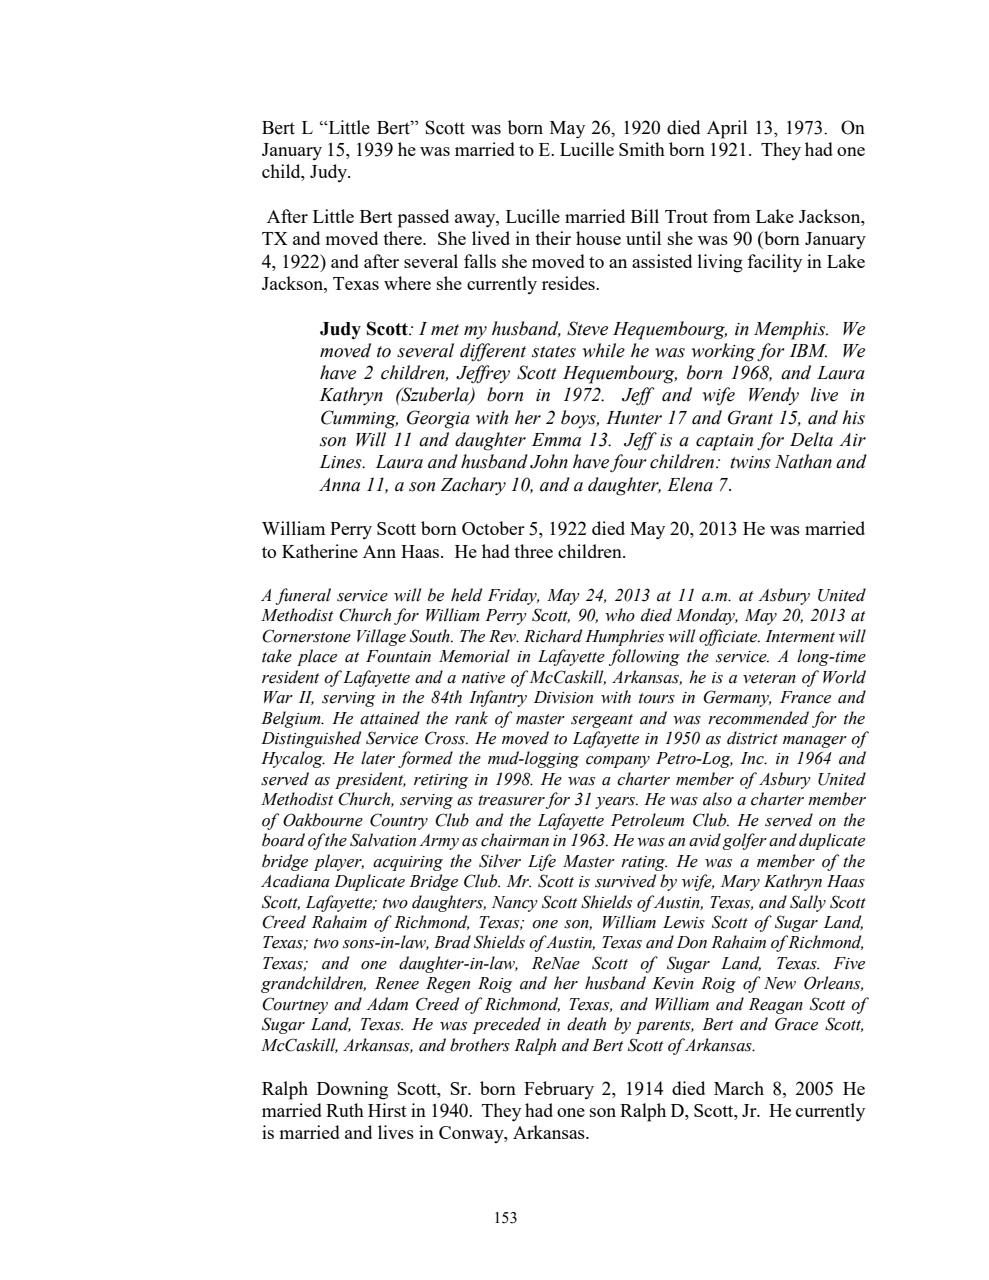 Bert L “Little Bert” Scott was born May 26, 1920 died April 13, 1973.  On
January 15, 1939 he was married to E. Lucille Smith born 1921.  They had one
child, Judy.
After Little Bert passed away, Lucille married Bill Trout from Lake Jackson,
TX and moved there.  She lived in their house until she was 90 (born January
4, 1922) and after several falls she moved to an assisted living facility in Lake
Jackson, Texas where she currently resides.
Judy Scott: I met my husband, Steve Hequembourg, in Memphis.  We
moved to several different states while he was working for IBM.  We
have 2 children, Jeffrey Scott Hequembourg, born 1968, and Laura
Kathryn (Szuberla) born in 1972.  Jeff and wife Wendy live in
Cumming, Georgia with her 2 boys, Hunter 17 and Grant 15, and his
son Will 11 and daughter Emma 13.  Jeff is a captain for Delta Air
Lines.  Laura and husband John have four children:  twins Nathan and
Anna 11, a son Zachary 10, and a daughter, Elena 7.
William Perry Scott born October 5, 1922 died May 20, 2013 He was married
to Katherine Ann Haas.  He had three children.
A funeral service will be held Friday, May 24, 2013 at 11 a.m. at Asbury United
Methodist Church for William Perry Scott, 90, who died Monday, May 20, 2013 at
Cornerstone Village South. The Rev. Richard Humphries will officiate. Interment will
take place at Fountain Memorial in Lafayette following the service. A long-time
resident of Lafayette and a native of McCaskill, Arkansas, he is a veteran of World
War II, serving in the 84th Infantry Division with tours in Germany, France and
Belgium. He attained the rank of master sergeant and was recommended for the
Distinguished Service Cross. He moved to Lafayette in 1950 as district manager of
Hycalog. He later formed the mud-logging company Petro-Log, Inc. in 1964 and
served as president, retiring in 1998. He was a charter member of Asbury United
Methodist Church, serving as treasurer for 31 years. He was also a charter member
of Oakbourne Country Club and the Lafayette Petroleum Club. He served on the
board of the Salvation Army as chairman in 1963. He was an avid golfer and duplicate
bridge player, acquiring the Silver Life Master rating. He was a member of the
Acadiana Duplicate Bridge Club. Mr. Scott is survived by wife, Mary Kathryn Haas
Scott, Lafayette; two daughters, Nancy Scott Shields of Austin, Texas, and Sally Scott
Creed Rahaim of Richmond, Texas; one son, William Lewis Scott of Sugar Land,
Texas; two sons-in-law, Brad Shields of Austin, Texas and Don Rahaim of Richmond,
Texas; and one daughter-in-law, ReNae Scott of Sugar Land, Texas. Five
grandchildren, Renee Regen Roig and her husband Kevin Roig of New Orleans,
Courtney and Adam Creed of Richmond, Texas, and William and Reagan Scott of
Sugar Land, Texas. He was preceded in death by parents, Bert and Grace Scott,
McCaskill, Arkansas, and brothers Ralph and Bert Scott of Arkansas.
Ralph Downing Scott, Sr. born February 2, 1914 died March 8, 2005 He
married Ruth Hirst in 1940.  They had one son Ralph D, Scott, Jr.  He currently
is married and lives in Conway, Arkansas.
153